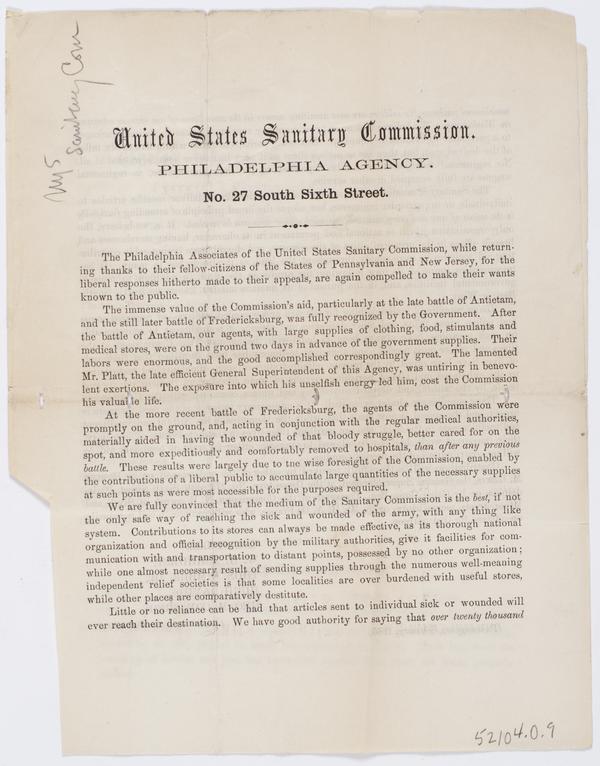 Sanitary Com
United States Sanitary Commission.
PHILADELPHIA AGENCY.
No. 27 South Sixth Street.
The Philadelphia Associates of the United States Sanitary Commission, while return-
ing thanks to their fellow-citizens of the States of Pennsylvania and New Jersey, for the
liberal responses hitherto made to their appeals, are again compelled to make their wants
known to the public.
The immense value of the Commission's aid, particularly at the late battle of Antietam,
and the still later battle of Fredericksburg, was fully recognized by the Government. After
the battle of Antietam, our agents, with large supplies of clothing, food, stimulants and
medical stores, were on the ground two days in advance of the government supplies. Their
labors were enormous, and the good accomplished correspondingly great. The lamented
Mr. Platt, the late efficient General Superintendent of this Agency, was untiring in benevo-
lent exertions. The exposure into which his unselfish energy led him, cost the Commission
his valuable life.
At the more recent battle of Fredericksburg, the agents of the Commission were
promptly on the ground, and, acting in conjunction with the regular medical authorities,
materially aided in having the wounded of that bloody struggle, better cared for on the
spot, and more expeditiously and comfortably removed to hospitals, than after any previous
battle. These results were largely due to the wise foresight of the Commission, enabled by
the contributions of a liberal public to accumulate large quantities of the necessary supplies
at such points as were most accessible for the purposes required.
We are fully convinced that the medium of the Sanitary Commission is the best, if not
the only safe way of reaching the sick and wounded of the army, with any thing like
system. Contributions to its stores can always be made effective, as its thorough national
organization and official recognition by the military authorities, give it facilities for com-
munication with and transportation to distant points, possessed by no other organization;
while one almost necessary result of sending supplies through the numerous well-meaning
independent relief societies is that some localities are over burdened with useful stores,
while other places are comparatively destitute.
Little or no reliance can be had that articles sent to individual sick or wounded will
ever reach their destination. We have good authority for saying that over twenty thousand
52104.0.9